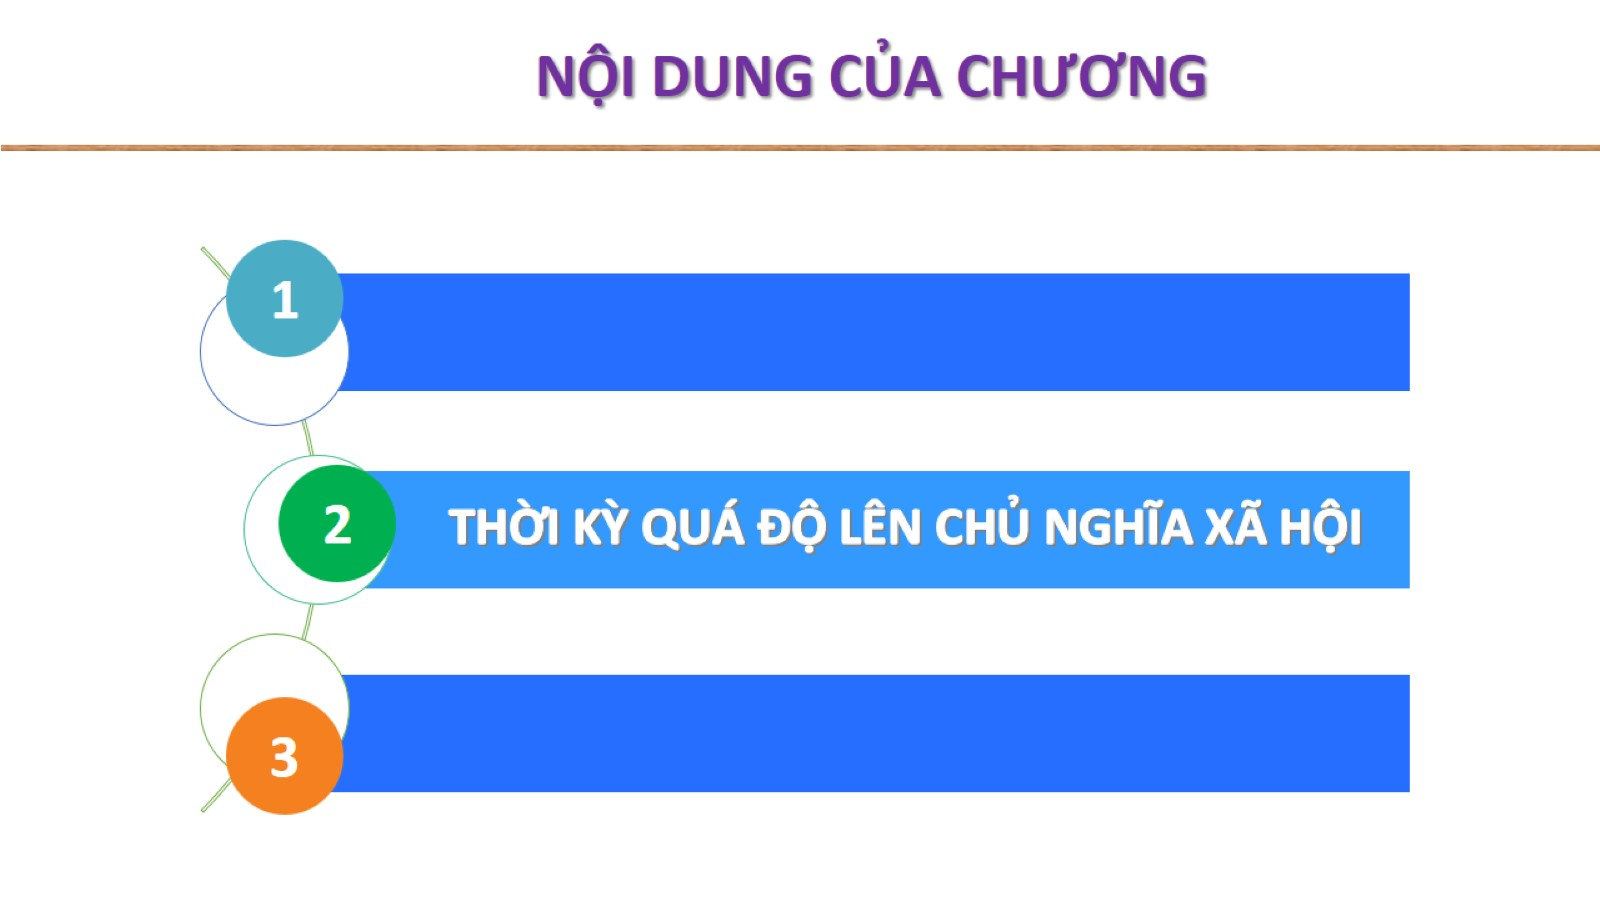 NỘI DUNG CỦA CHƯƠNG
1
2
THỜI KỲ QUÁ ĐỘ LÊN CHỦ NGHĨA XÃ HỘI
3